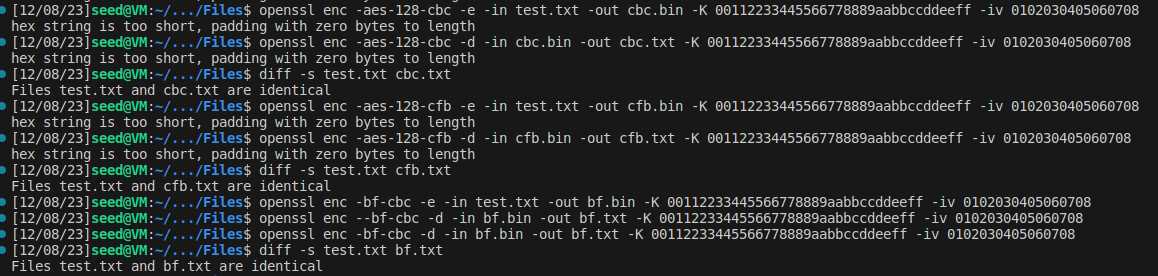 [12/08/23]seed@VM:~/.../Files$ openssl enc -aes-128-cbc -e -in test.txt -out cbc.bin -K 00112233445566778889aabbccddeeff -iv 0102030405060708
hex string is too short, padding with zero bytes to length
[12/08/23]seed@VM:~/.../Files$ openssl enc -aes-128-cbc -d -in cbc.bin -out cbc.txt -K 00112233445566778889aabbccddeeff -iv 0102030405060708
hex string is too short, padding with zero bytes to length
[12/08/23]seed@VM:~/.../Files$ diff -s test.txt cbc.txt
Files test.txt and cbc.txt are identical
[12/08/23]seed@VM:~/.../Files$ openssl enc -aes-128-cfb -e -in test.txt -out cfb.bin -K 00112233445566778889aabbccddeeff -iv 0102030405060708
hex string is too short, padding with zero bytes to length
[12/08/23]seed@VM:~/.../Files$ openssl enc -aes-128-cfb -d -in cfb.bin -out cfb.txt -K 00112233445566778889aabbccddeeff -iv 0102030405060708
hex string is too short, padding with zero bytes to length
[12/08/23]seed@VM:~/.../Files$ diff -s test.txt cfb.txt
Files test.txt and cfb.txt are identical
[12/08/23]seed@VM:~/.../Files$ openssl enc -bf-cbc -e -in test.txt -out bf.bin -K 00112233445566778889aabbccddeeff -iv 0102030405060708
[12/08/23]seed@VM:~/.../Files$ openssl enc --bf-cbc -d -in bf.bin -out bf.txt -K 00112233445566778889aabbccddeeff -iv 0102030405060708
[12/08/23]seed@VM:~/.../Files$ openssl enc -bf-cbc -d -in bf.bin -out bf.txt -K 00112233445566778889aabbccddeeff -iv 0102030405060708
[12/08/23]seed@VM:~/.../Files$ diff -s test.txt bf.txt
Files test.txt and bf.txt are identical